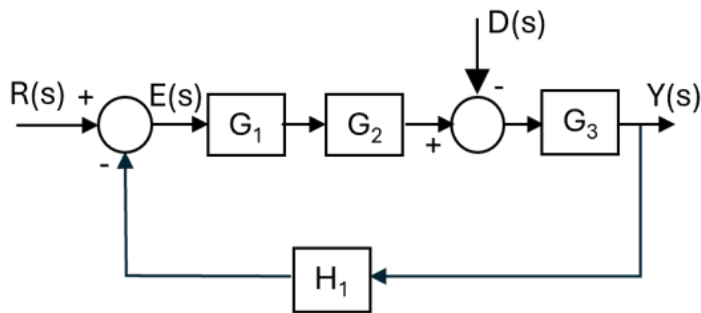 D(s)
R(s) + E(s) - Y(s)
G₁ G₂ G₃
- +
H₁